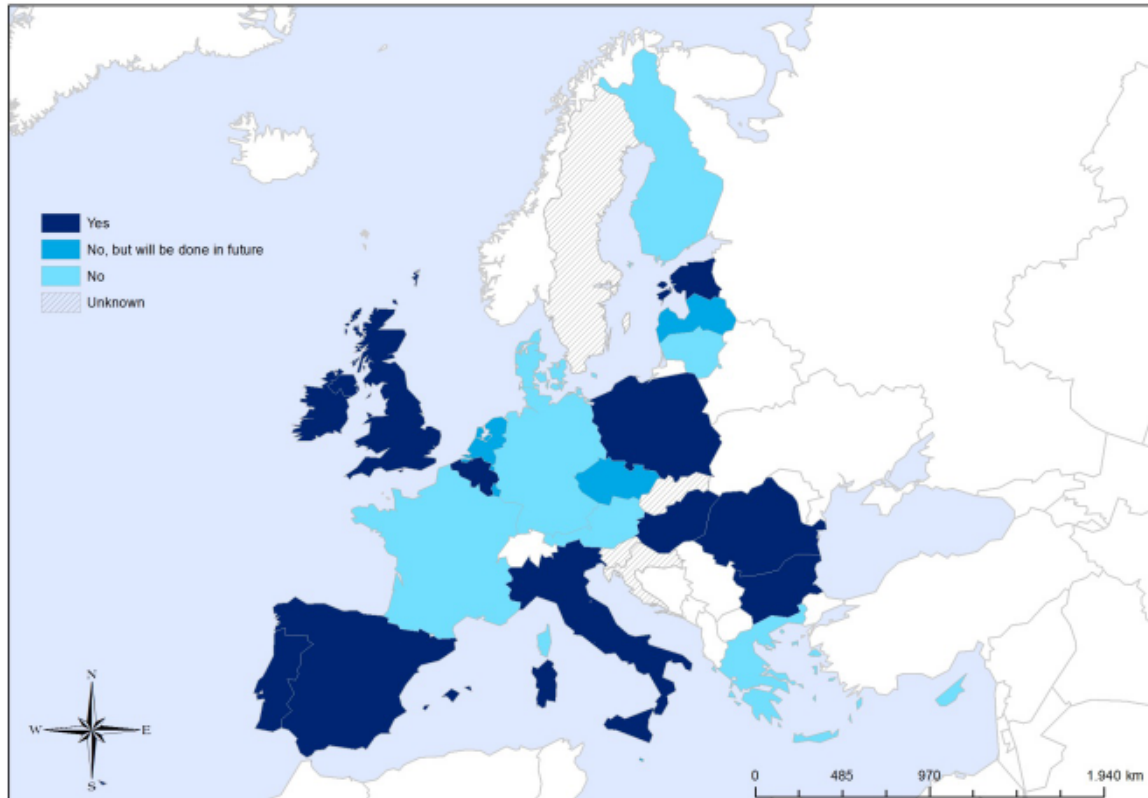 Yes
No, but will be done in future
No
Unknown
N
W E
S
0 485 970 1.940 km